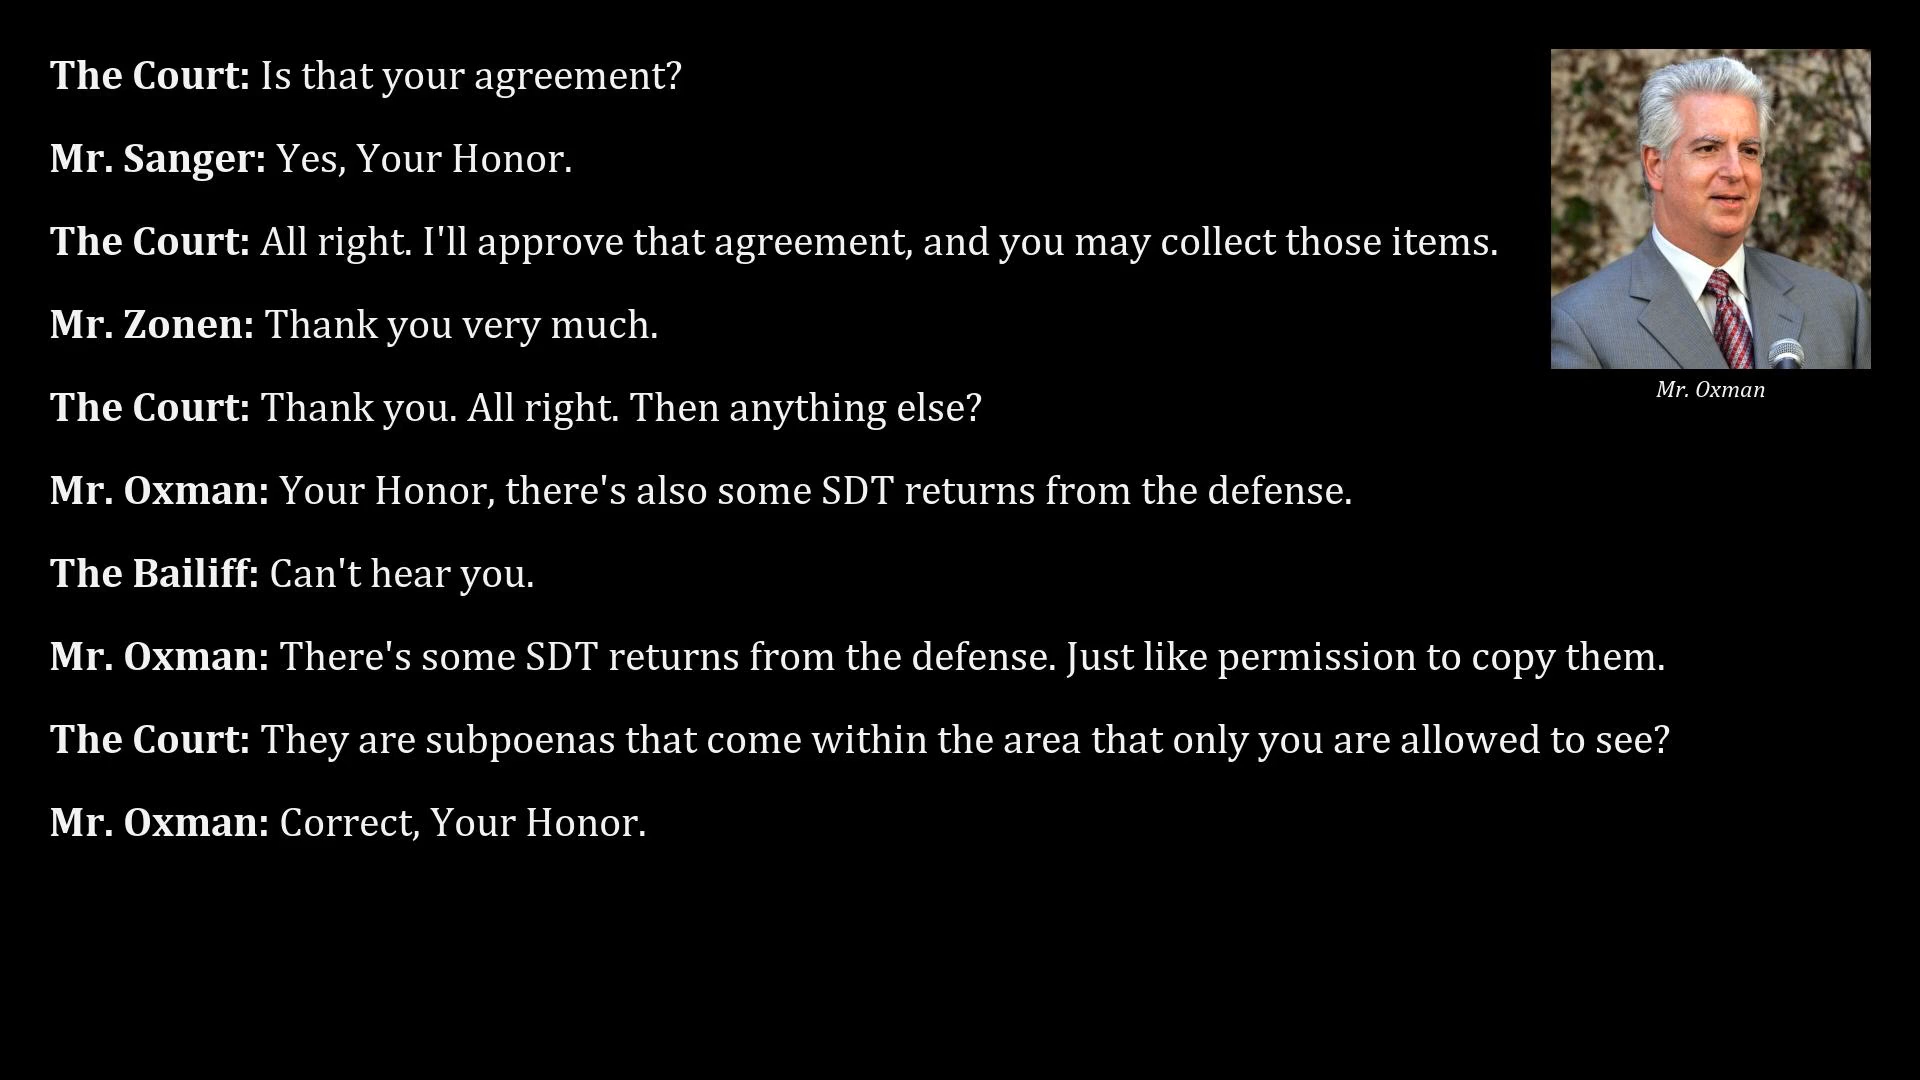 The Court: Is that your agreement?
Mr. Sanger: Yes, Your Honor.
The Court: All right. I'll approve that agreement, and you may collect those items.
Mr. Zonen: Thank you very much.
The Court: Thank you. All right. Then anything else?
Mr. Oxman: Your Honor, there's also some SDT returns from the defense.
The Bailiff: Can't hear you.
Mr. Oxman: There's some SDT returns from the defense. Just like permission to copy them.
The Court: They are subpoenas that come within the area that only you are allowed to see?
Mr. Oxman: Correct, Your Honor.
Mr. Oxman